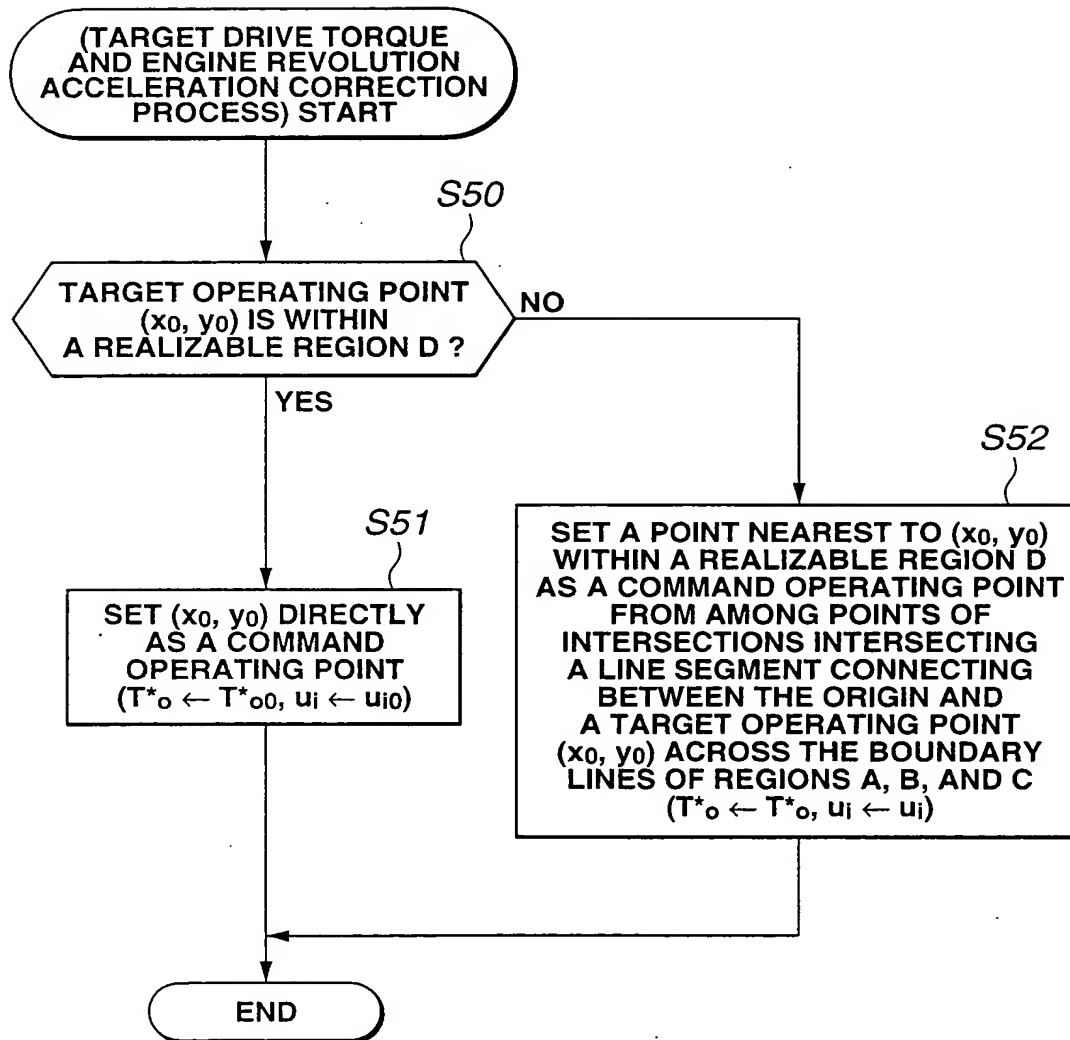 (TARGET DRIVE TORQUE
AND ENGINE REVOLUTION
ACCELERATION CORRECTION
PROCESS) START
S50
TARGET OPERATING POINT
(x0, y0) IS WITHIN
A REALIZABLE REGION D ?
NO
YES
S51
SET (x0, y0) DIRECTLY
AS A COMMAND
OPERATING POINT
(T*o ← T*o0, ui ← ui0)
S52
SET A POINT NEAREST TO (x0, y0)
WITHIN A REALIZABLE REGION D
AS A COMMAND OPERATING POINT
FROM AMONG POINTS OF
INTERSECTIONS INTERSECTING
A LINE SEGMENT CONNECTING
BETWEEN THE ORIGIN AND
A TARGET OPERATING POINT
(x0, y0) ACROSS THE BOUNDARY
LINES OF REGIONS A, B, AND C
(T*o ← T*o, ui ← ui)
END